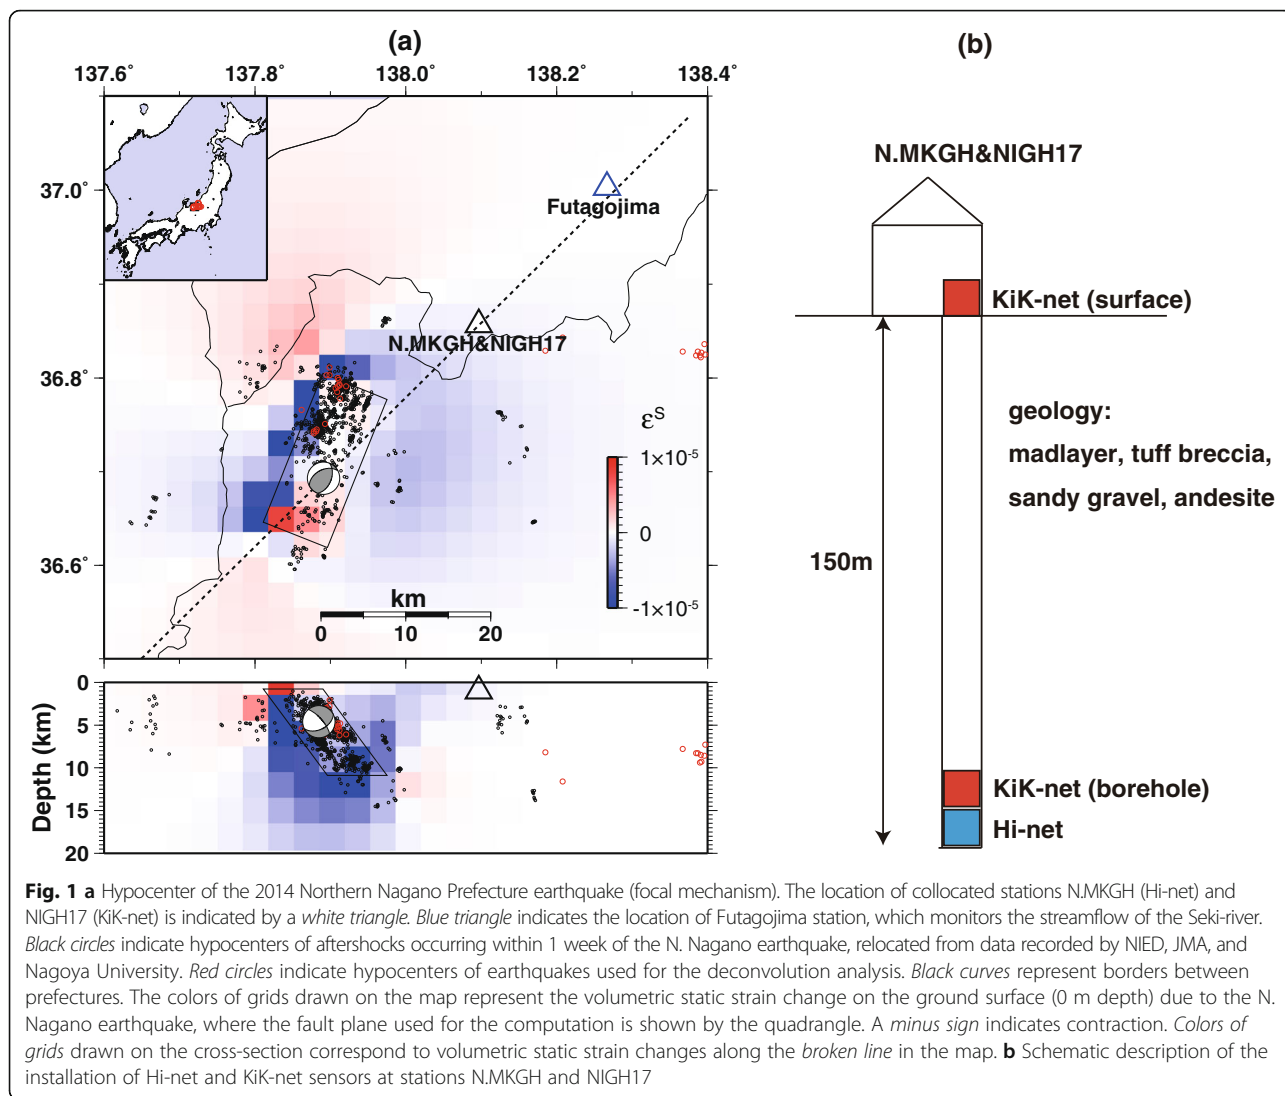 (a)
(b)
137.6° 137.8° 138.0° 138.2° 138.4°
37.0°
36.8°
36.6°
Futagojima
N.MKGH&NIGH17
εS
1×10-5
0
-1×10-5
km
0 10 20
0
5
10
15
20
Depth (km)
N.MKGH&NIGH17
KiK-net (surface)
geology:
madlayer, tuff breccia,
sandy gravel, andesite
150m
KiK-net (borehole)
Hi-net
Fig. 1 a Hypocenter of the 2014 Northern Nagano Prefecture earthquake (focal mechanism). The location of collocated stations N.MKGH (Hi-net) and
NIGH17 (KiK-net) is indicated by a white triangle. Blue triangle indicates the location of Futagojima station, which monitors the streamflow of the Seki-river.
Black circles indicate hypocenters of aftershocks occurring within 1 week of the N. Nagano earthquake, relocated from data recorded by NIED, JMA, and
Nagoya University. Red circles indicate hypocenters of earthquakes used for the deconvolution analysis. Black curves represent borders between
prefectures. The colors of grids drawn on the map represent the volumetric static strain change on the ground surface (0 m depth) due to the N.
Nagano earthquake, where the fault plane used for the computation is shown by the quadrangle. A minus sign indicates contraction. Colors of
grids drawn on the cross-section correspond to volumetric static strain changes along the broken line in the map. b Schematic description of the
installation of Hi-net and KiK-net sensors at stations N.MKGH and NIGH17